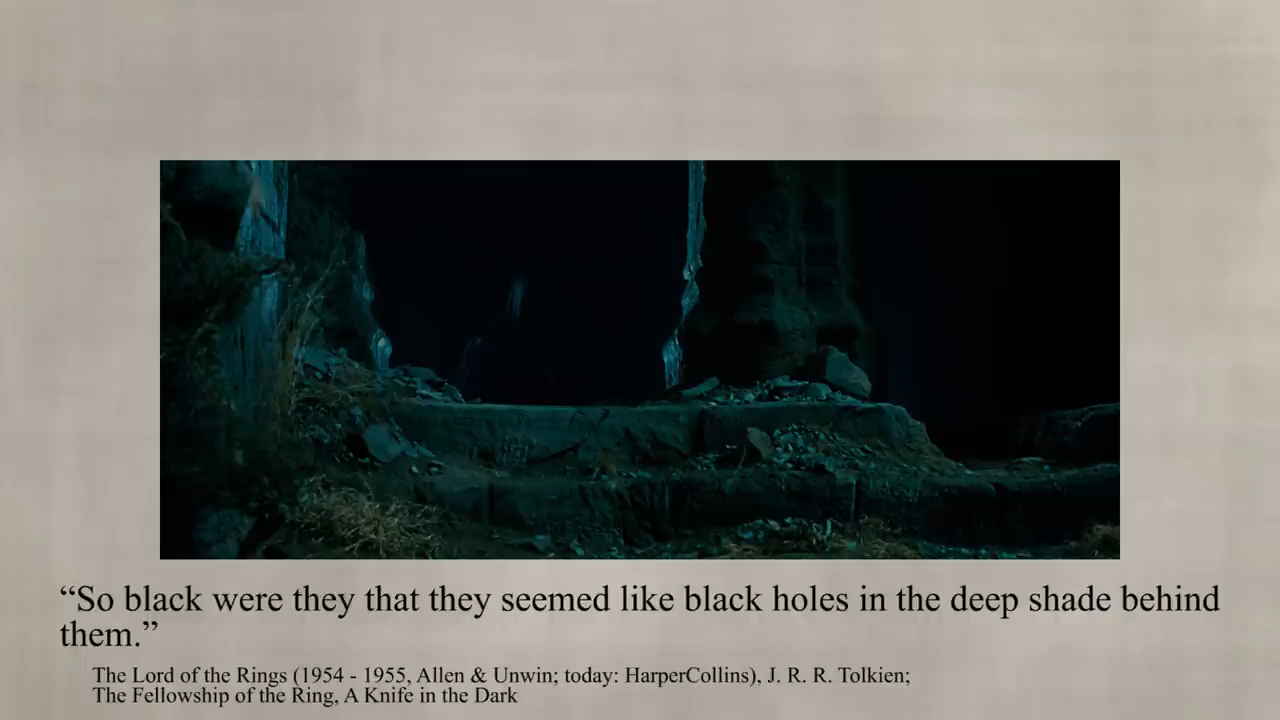 “So black were they that they seemed like black holes in the deep shade behind
them.”
The Lord of the Rings (1954 - 1955, Allen & Unwin; today: HarperCollins), J. R. R. Tolkien;
The Fellowship of the Ring, A Knife in the Dark